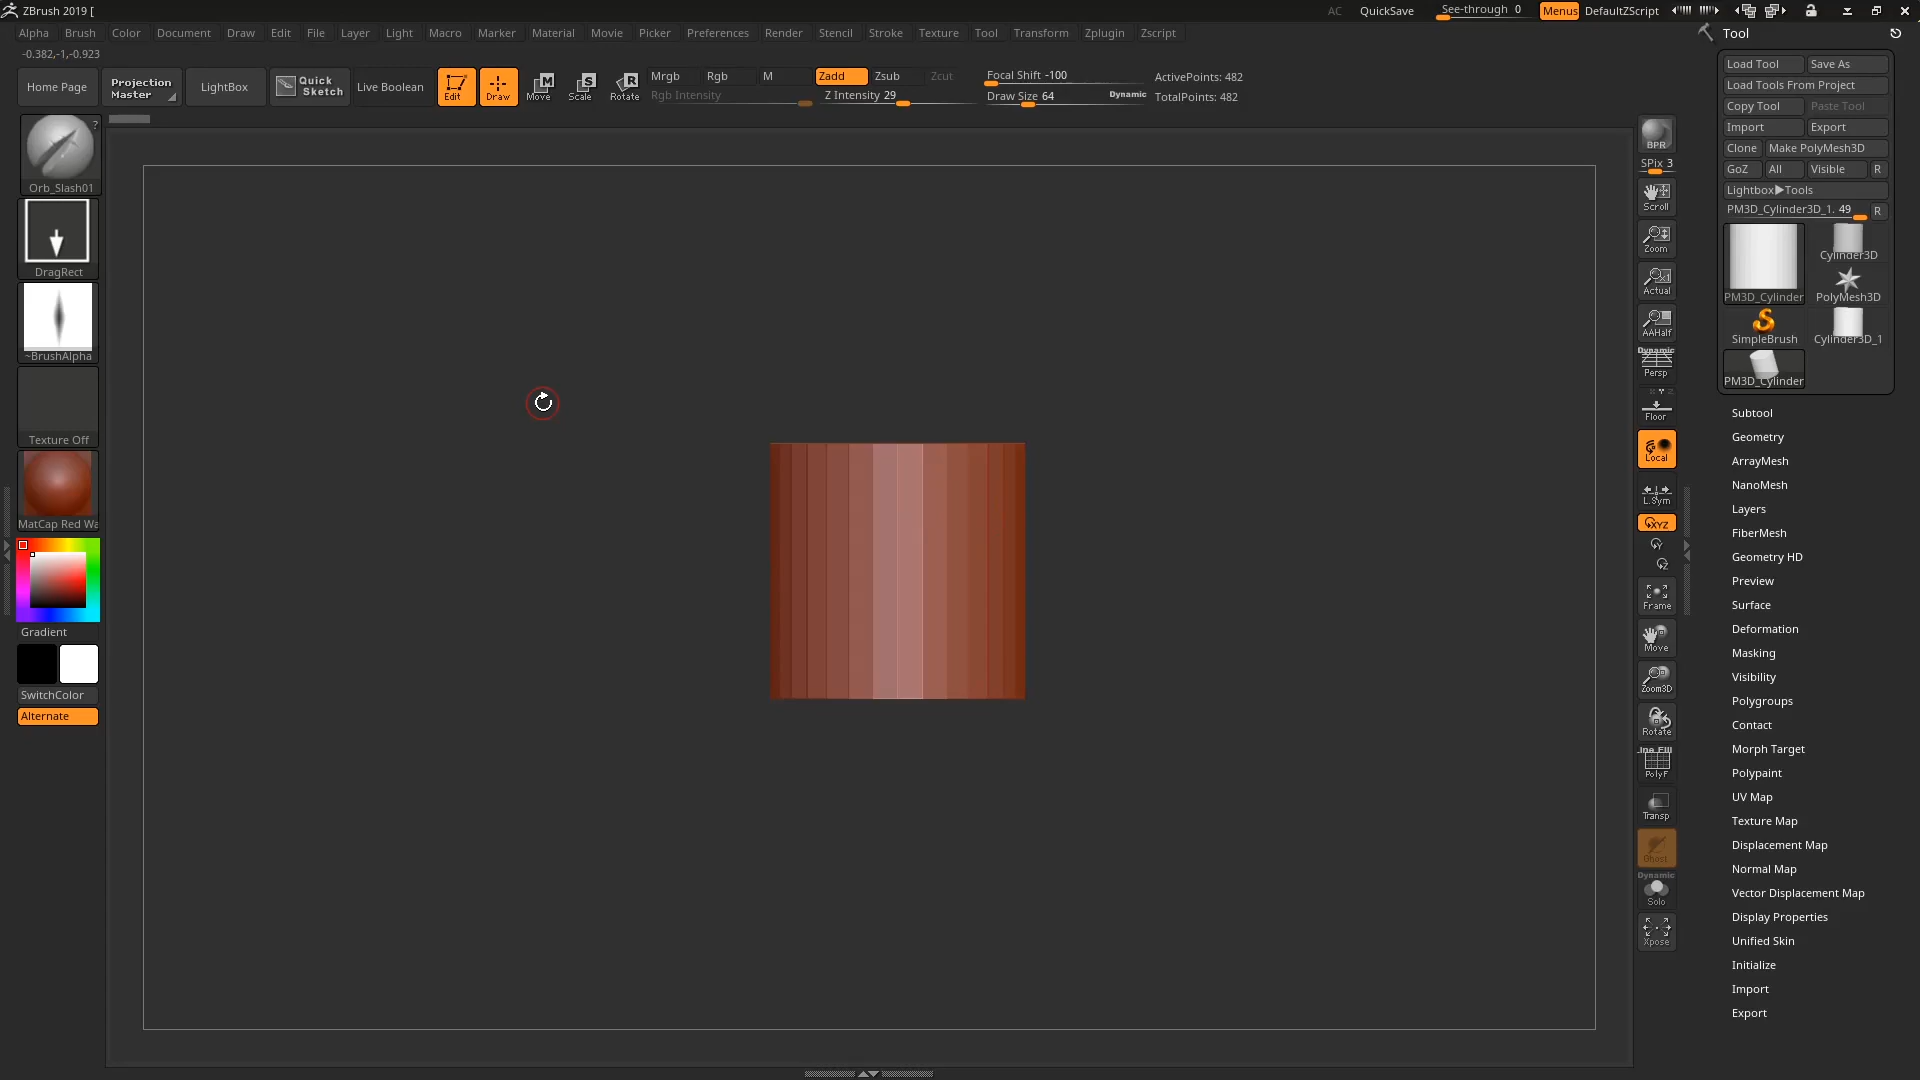 ZBrush 2019 [
AC QuickSave See-through 0 Menus DefaultZScript
Alpha Brush Color Document Draw Edit File Layer Light Macro Marker Material Movie Picker Preferences Render Stencil Stroke Texture Tool Transform Zplugin Zscript
-0.382,-1,-0.923
Home Page
Projection
Master
LightBox
Quick
Sketch
Live Boolean
Edit
Draw
Move
Scale
Rotate
Mrgb Rgb M Zadd Zsub Zcut
Rgb Intensity
Z Intensity 29
Focal Shift -100
Draw Size 64
Dynamic
ActivePoints: 482
TotalPoints: 482
?
Orb_Slash01
DragRect
~BrushAlpha
Texture Off
MatCap Red Wa
Gradient
SwitchColor
Alternate
BPR
SPix 3
Scroll
Zoom
Actual
AAHalf
Dynamic
Persp
Floor
Local
L.Sym
XYZ
Y
Z
Frame
Move
Zoom3D
Rotate
PolyF
Transp
Ghost
Dynamic
Solo
Xpose
Tool
Load Tool Save As
Load Tools From Project
Copy Tool Paste Tool
Import Export
Clone Make PolyMesh3D
GoZ All Visible R
Lightbox▶Tools
PM3D_Cylinder3D_1. 49 R
Cylinder3D
PM3D_Cylinder PolyMesh3D
SimpleBrush Cylinder3D_1
PM3D_Cylinder
Subtool
Geometry
ArrayMesh
NanoMesh
Layers
FiberMesh
Geometry HD
Preview
Surface
Deformation
Masking
Visibility
Polygroups
Contact
Morph Target
Polypaint
UV Map
Texture Map
Displacement Map
Normal Map
Vector Displacement Map
Display Properties
Unified Skin
Initialize
Import
Export